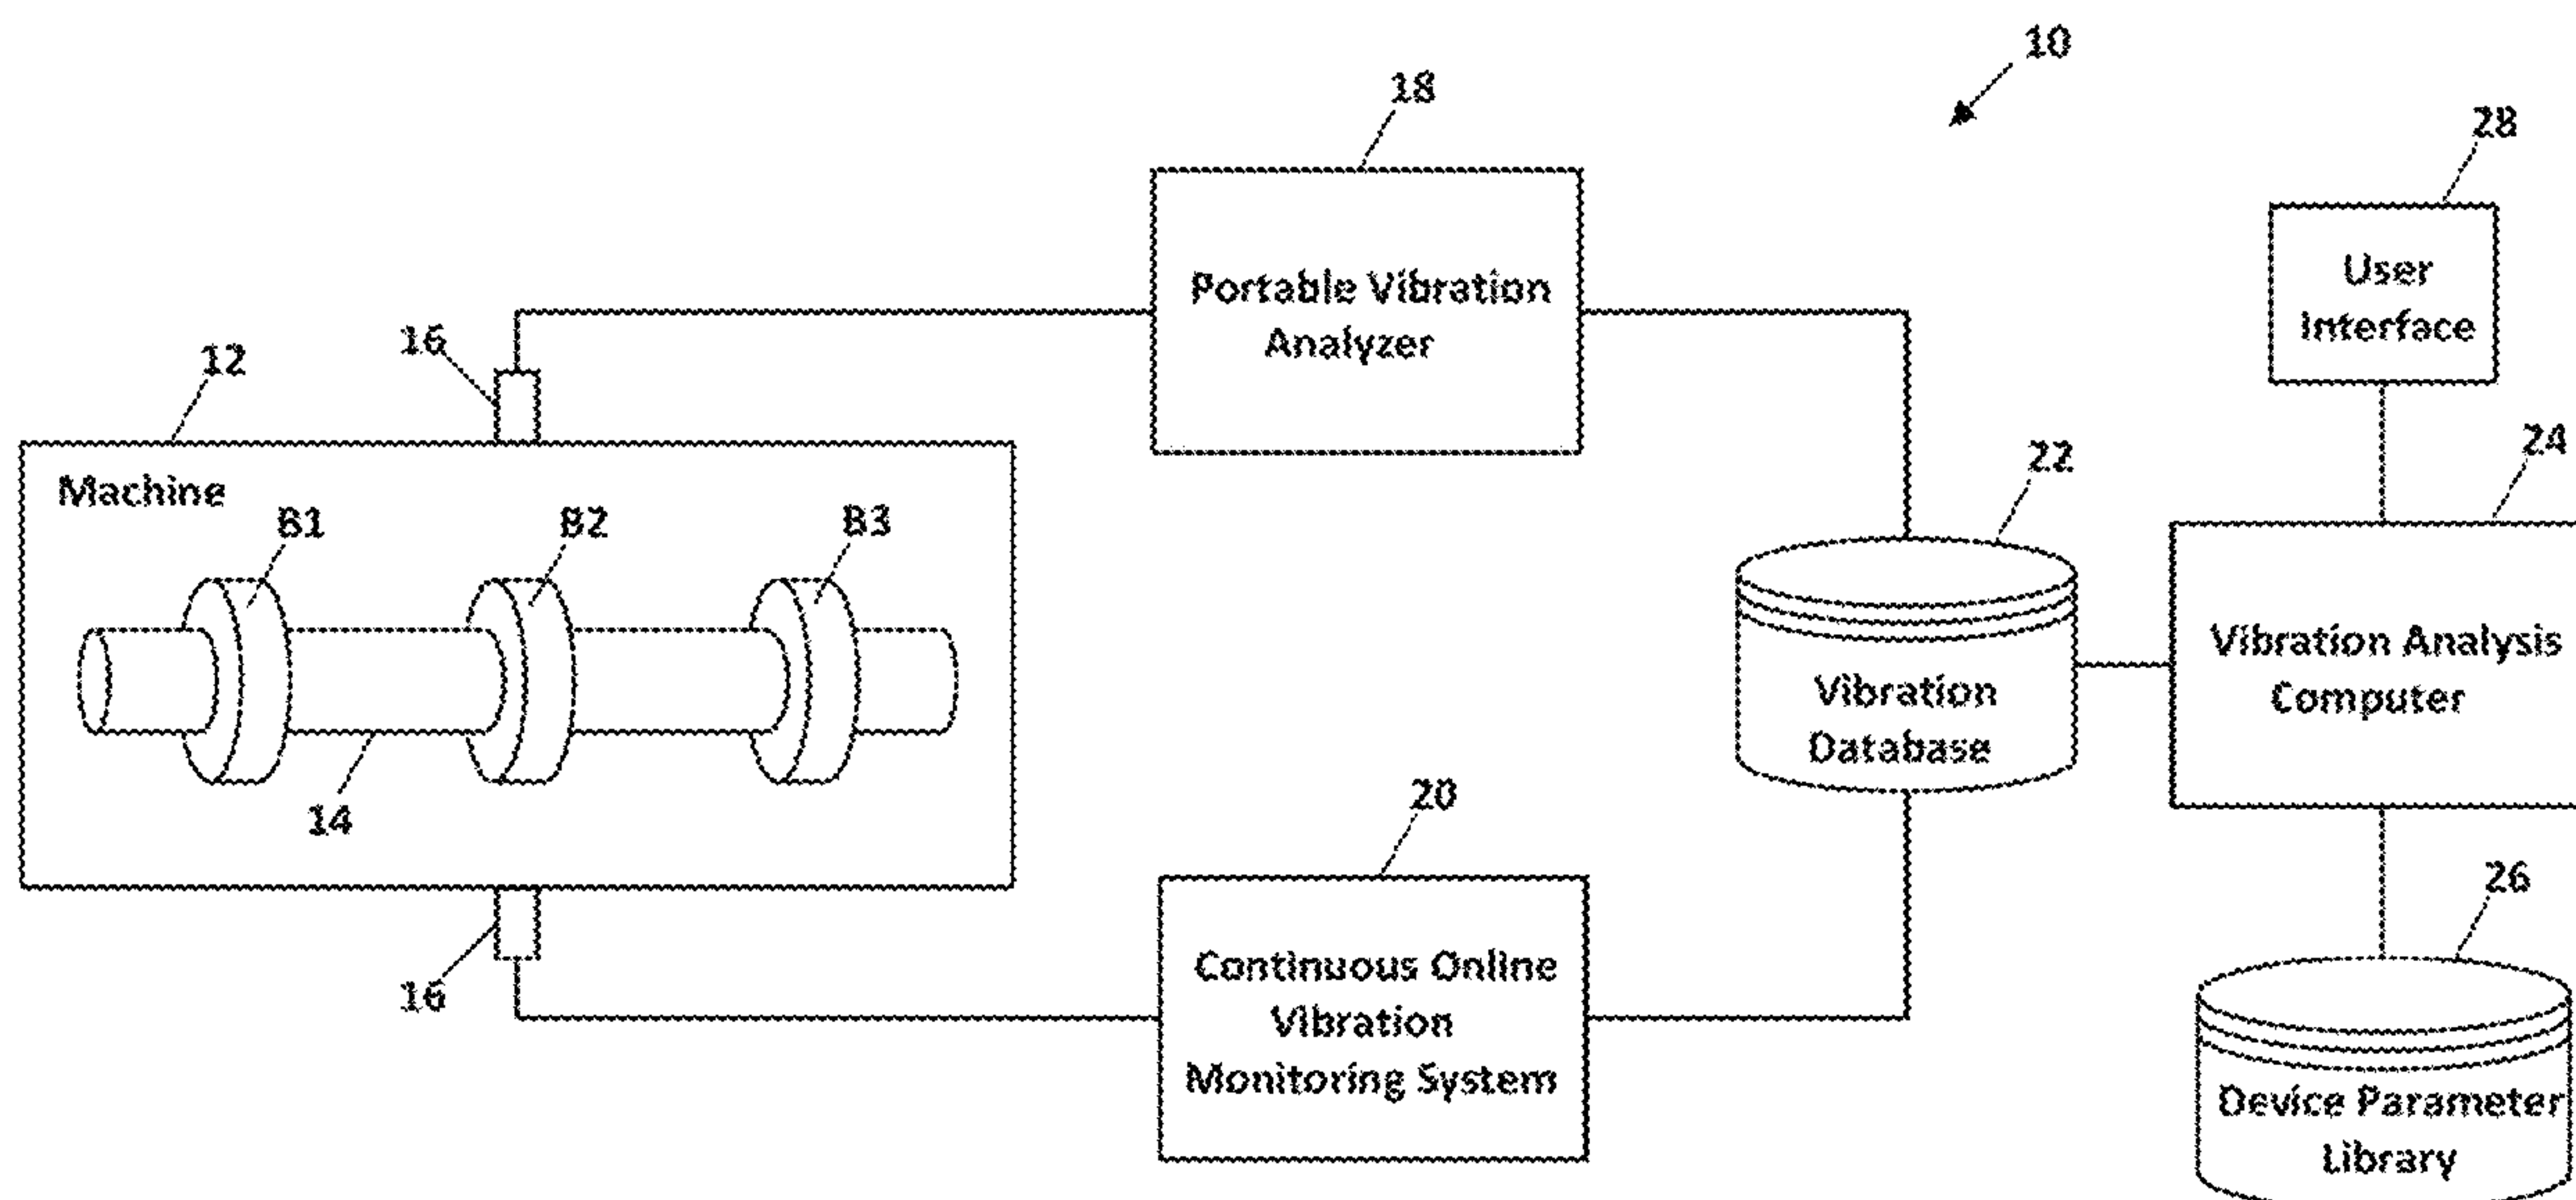 10
18
28
Portable Vibration
Analyzer
User
Interface
16
12
24
22
Machine
B1
B2
B3
Vibration Analysis
Computer
Vibration
Database
14
20
26
16
Continuous Online
Vibration
Monitoring System
Device Parameter
Library